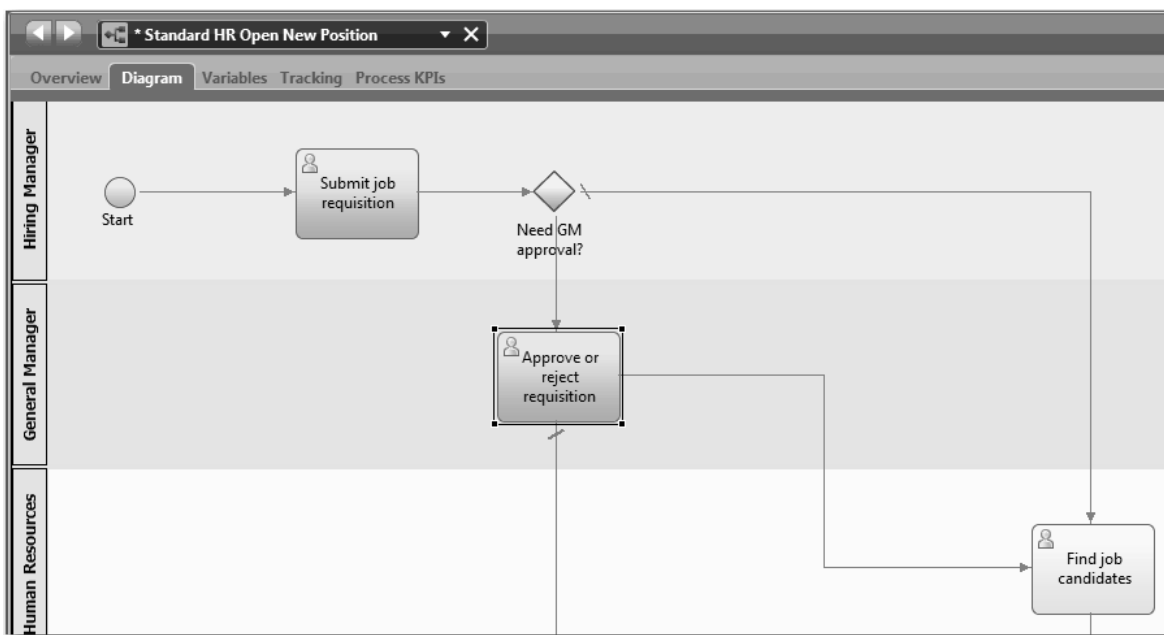 * Standard HR Open New Position
Overview Diagram Variables Tracking Process KPIs
Hiring Manager
Start
Submit job
requisition
Need GM
approval?
General Manager
Approve or
reject
requisition
Human Resources
Find job
candidates